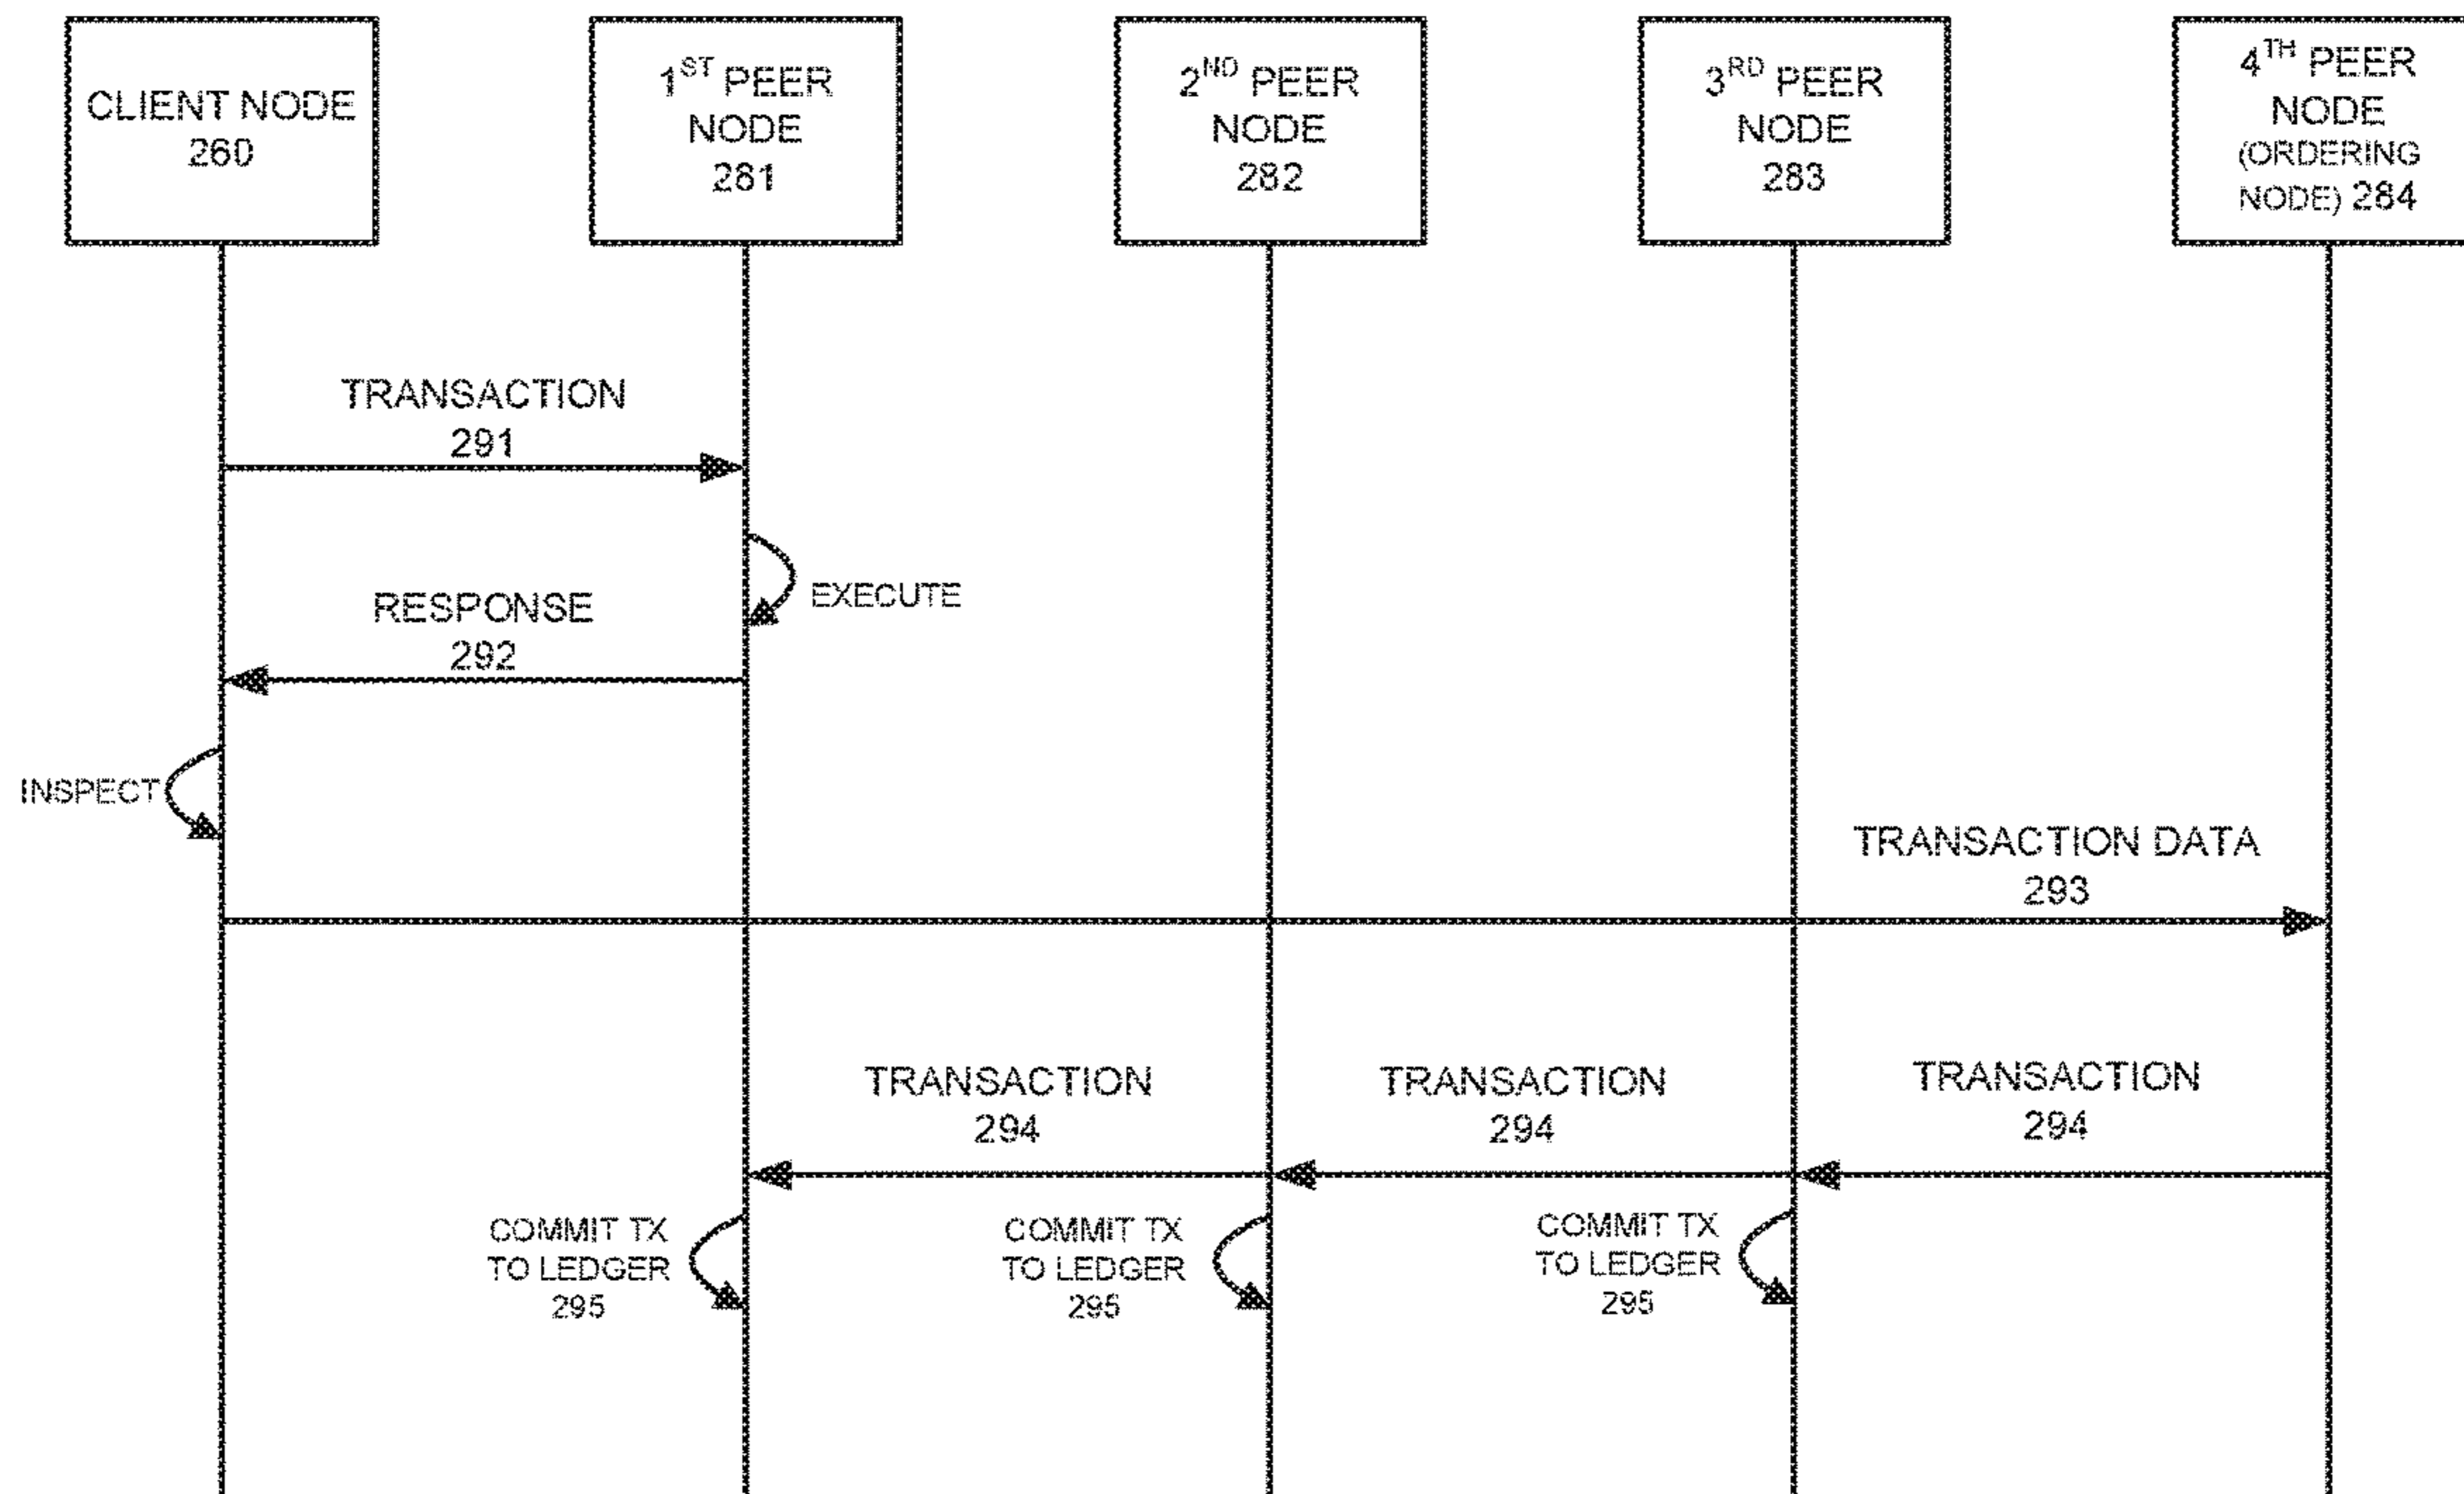 CLIENT NODE
260
1ST PEER
NODE
281
2ND PEER
NODE
282
3RD PEER
NODE
283
4TH PEER
NODE
(ORDERING
NODE) 284
TRANSACTION
291
EXECUTE
RESPONSE
292
INSPECT
TRANSACTION DATA
293
TRANSACTION
294
TRANSACTION
294
TRANSACTION
294
COMMIT TX
TO LEDGER
295
COMMIT TX
TO LEDGER
295
COMMIT TX
TO LEDGER
295